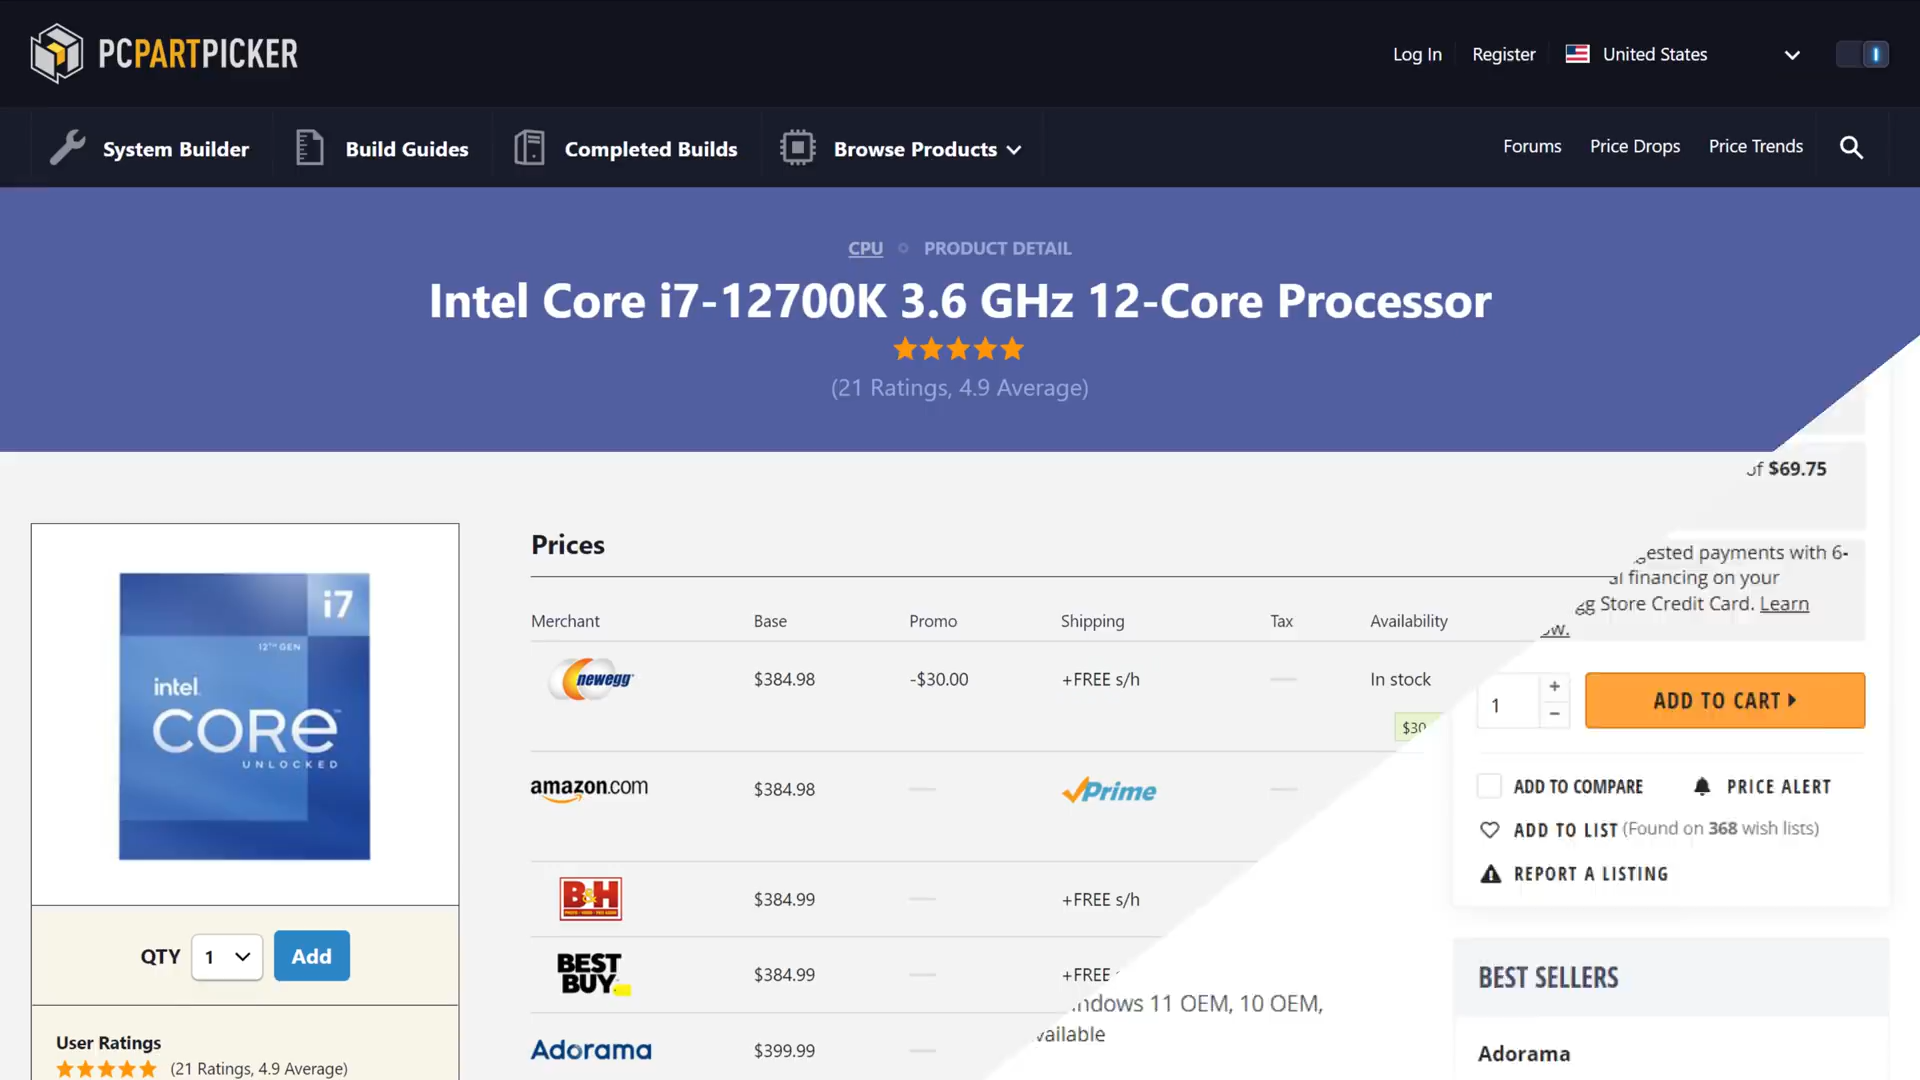 PCPARTPICKER
Log In
Register
United States
System Builder
Build Guides
Completed Builds
Browse Products
Forums
Price Drops
Price Trends
CPU
PRODUCT DETAIL
Intel Core i7-12700K 3.6 GHz 12-Core Processor
(21 Ratings, 4.9 Average)
of $69.75
payments with 6-
financing on your
Store Credit Card. Learn
Prices
Merchant Base Promo Shipping Tax Availability
newegg $384.98 -$30.00 +FREE s/h In stock
$30
amazon.com $384.98 Prime
B&H $384.99 +FREE s/h
BEST
BUY $384.99 +FREE
Adorama $399.99
i7
12TH GEN
intel
CORE
UNLOCKED
QTY 1 Add
User Ratings
(21 Ratings, 4.9 Average)
1 + −
ADD TO CART
ADD TO COMPARE
PRICE ALERT
ADD TO LIST (Found on 368 wish lists)
REPORT A LISTING
11 OEM, 10 OEM,
BEST SELLERS
Adorama